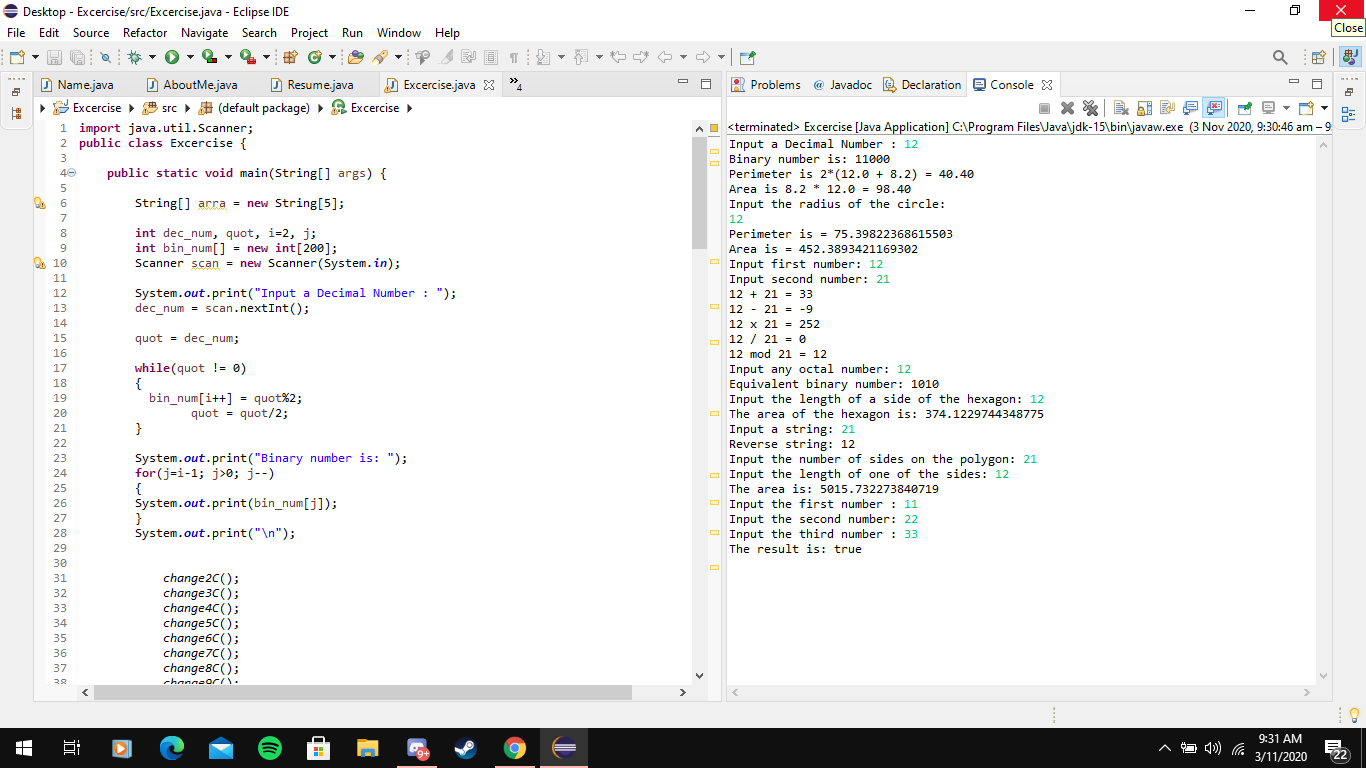 Desktop - Excercise/src/Excercise.java - Eclipse IDE
Close
File Edit Source Refactor Navigate Search Project Run Window Help
Name.java AboutMe.java Resume.java Excercise.java »4
Excercise src (default package) Excercise
1 import java.util.Scanner;
2 public class Excercise {
3
4 public static void main(String[] args) {
5
6 String[] arra = new String[5];
7
8 int dec_num, quot, i=2, j;
9 int bin_num[] = new int[200];
10 Scanner scan = new Scanner(System.in);
11
12 System.out.print("Input a Decimal Number : ");
13 dec_num = scan.nextInt();
14
15 quot = dec_num;
16
17 while(quot != 0)
18 {
19 bin_num[i++] = quot%2;
20 quot = quot/2;
21 }
22
23 System.out.print("Binary number is: ");
24 for(j=i-1; j>0; j--)
25 {
26 System.out.print(bin_num[j]);
27 }
28 System.out.print("\n");
29
30
31 change2C();
32 change3C();
33 change4C();
34 change5C();
35 change6C();
36 change7C();
37 change8C();
38 change9C();
Problems @ Javadoc Declaration Console
<terminated> Excercise [Java Application] C:\Program Files\Java\jdk-15\bin\javaw.exe (3 Nov 2020, 9:30:46 am – 9:
Input a Decimal Number : 12
Binary number is: 11000
Perimeter is 2*(12.0 + 8.2) = 40.40
Area is 8.2 * 12.0 = 98.40
Input the radius of the circle:
12
Perimeter is = 75.39822368615503
Area is = 452.3893421169302
Input first number: 12
Input second number: 21
12 + 21 = 33
12 - 21 = -9
12 x 21 = 252
12 / 21 = 0
12 mod 21 = 12
Input any octal number: 12
Equivalent binary number: 1010
Input the length of a side of the hexagon: 12
The area of the hexagon is: 374.1229744348775
Input a string: 21
Reverse string: 12
Input the number of sides on the polygon: 21
Input the length of one of the sides: 12
The area is: 5015.732273840719
Input the first number : 11
Input the second number: 22
Input the third number : 33
The result is: true
9+
9:31 AM
3/11/2020
22